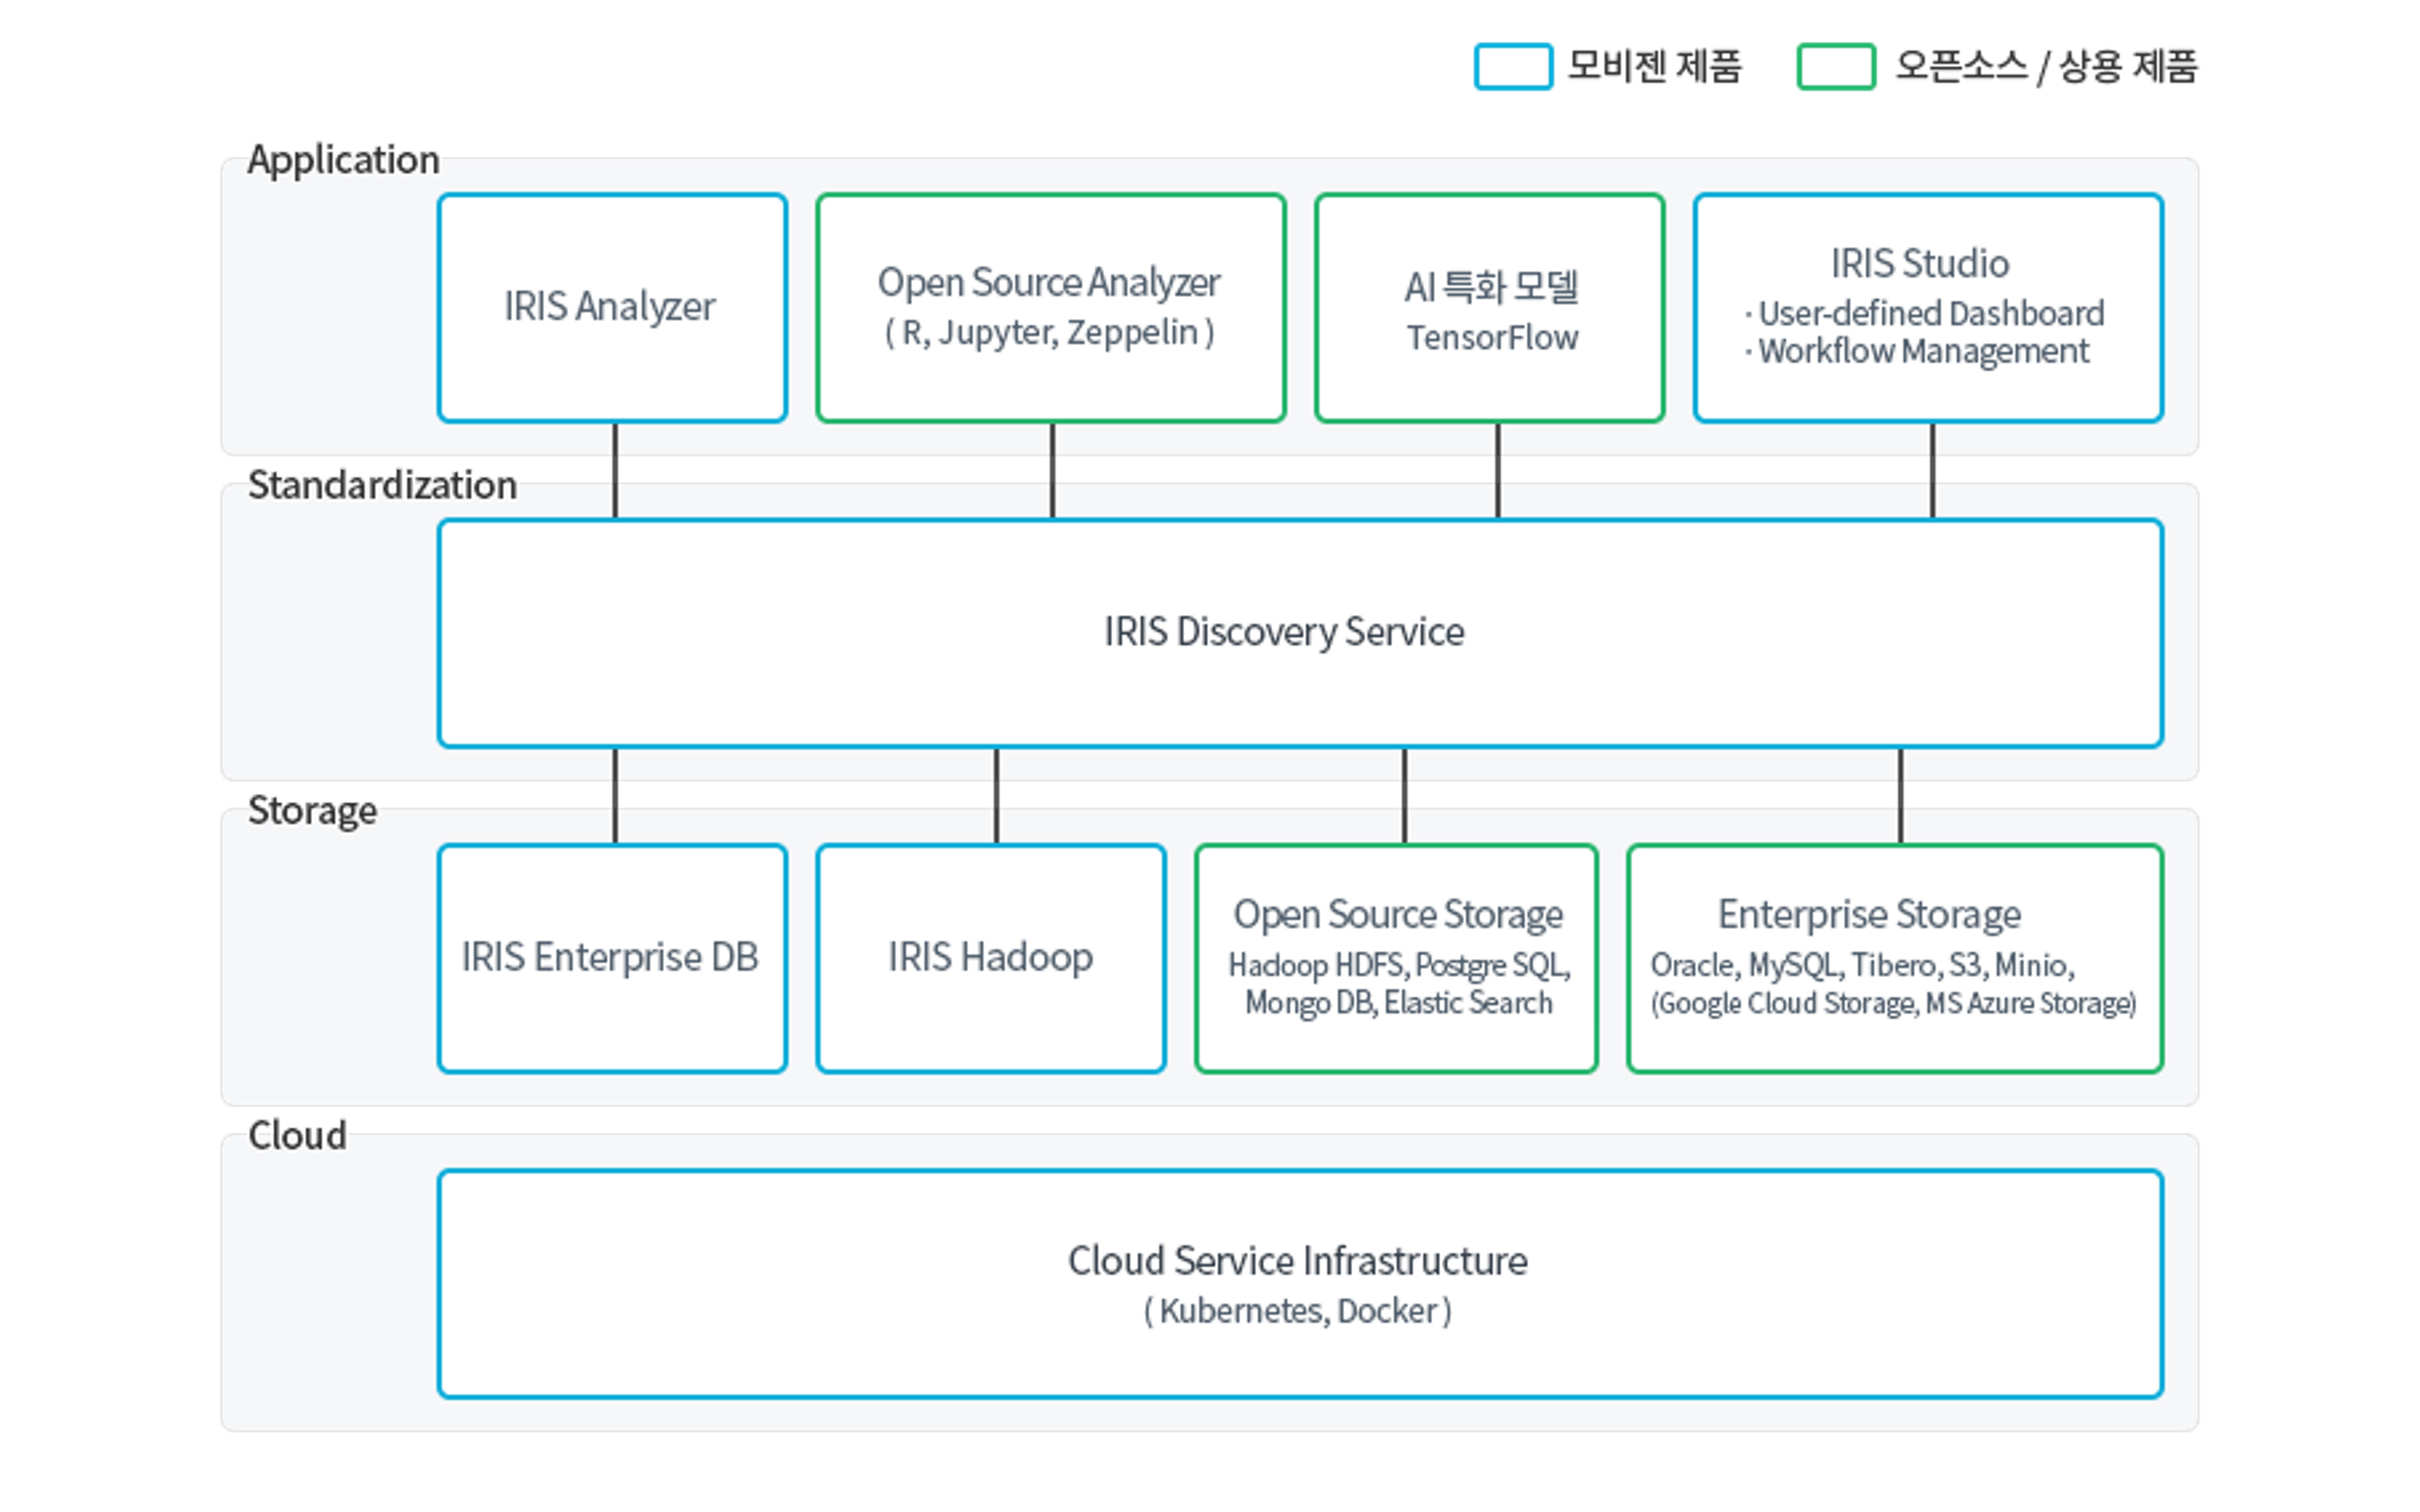 모비젠 제품
오픈소스 / 상용 제품
Application
IRIS Analyzer
Open Source Analyzer
( R, Jupyter, Zeppelin )
AI 특화 모델
TensorFlow
IRIS Studio
· User-defined Dashboard
· Workflow Management
Standardization
IRIS Discovery Service
Storage
IRIS Enterprise DB
IRIS Hadoop
Open Source Storage
Hadoop HDFS, Postgre SQL,
Mongo DB, Elastic Search
Enterprise Storage
Oracle, MySQL, Tibero, S3, Minio,
(Google Cloud Storage, MS Azure Storage)
Cloud
Cloud Service Infrastructure
( Kubernetes, Docker )